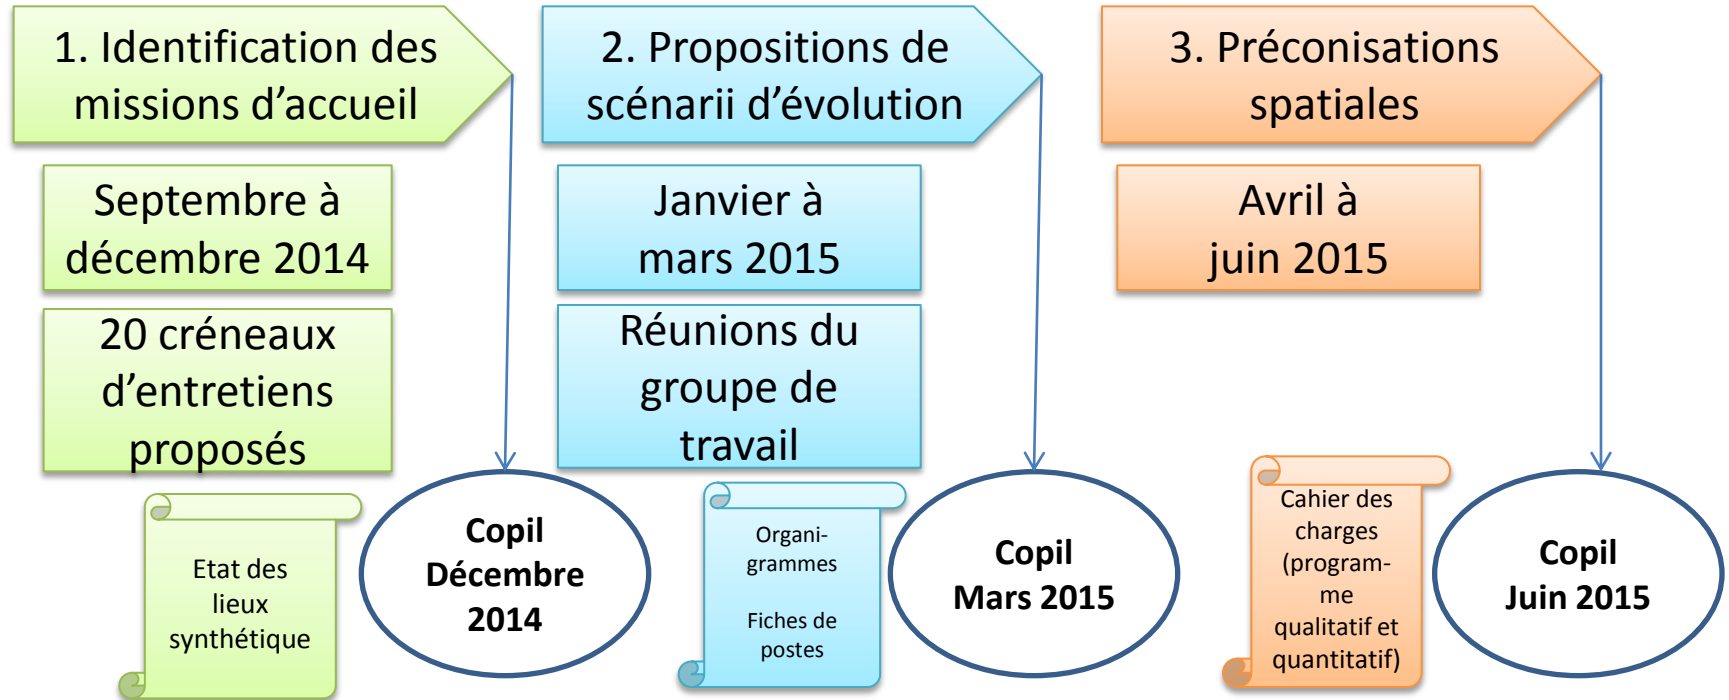 1. Identification des
missions d’accueil
Septembre à
décembre 2014
20 créneaux
d’entretiens
proposés
Etat des
lieux
synthétique
Copil
Décembre
2014
2. Propositions de
scénarii d’évolution
Janvier à
mars 2015
Réunions du
groupe de
travail
Organi-
grammes
Fiches de
postes
Copil
Mars 2015
3. Préconisations
spatiales
Avril à
juin 2015
Cahier des
charges
(program-
me
qualitatif et
quantitatif)
Copil
Juin 2015